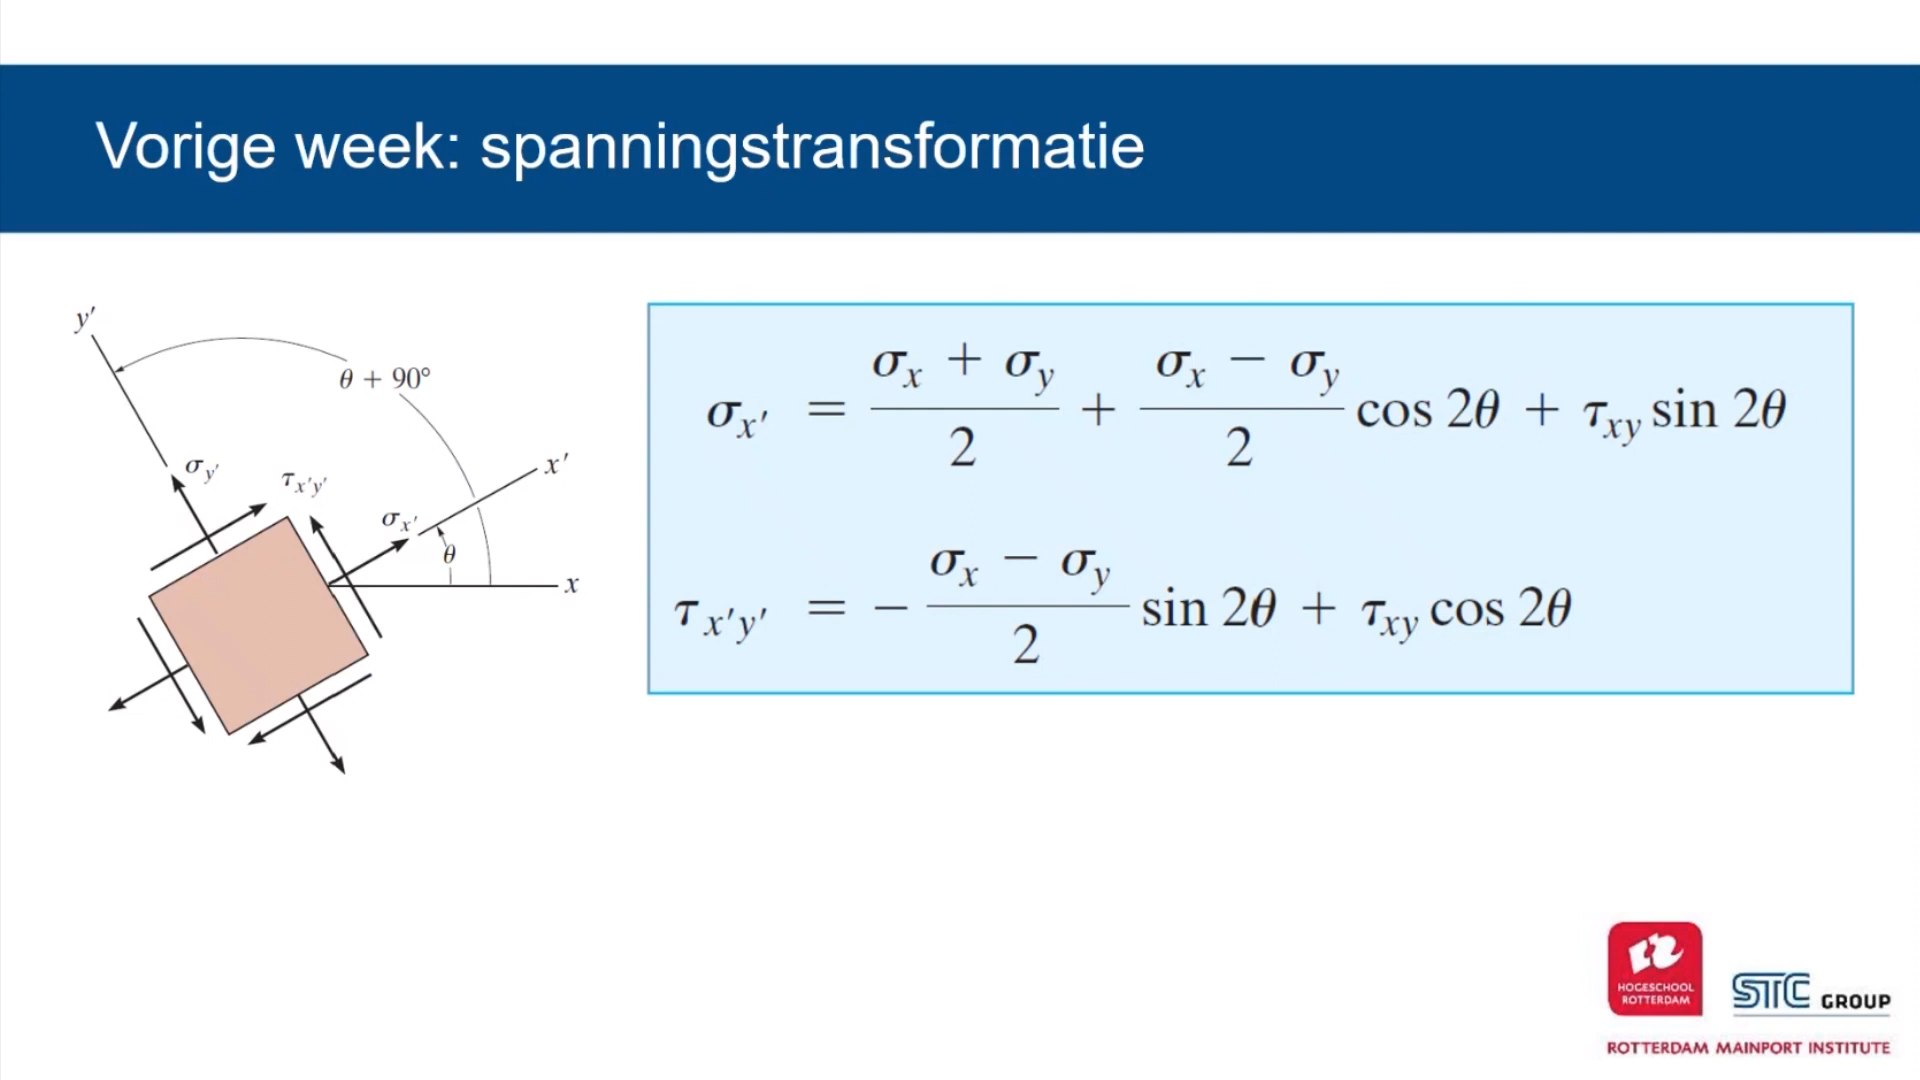 Vorige week: spanningstransformatie
y′
θ + 90°
σy′
τx′y′
σx′
x′
θ
x
σx′ = (σx + σy)/2 + (σx − σy)/2 cos 2θ + τxy sin 2θ
τx′y′ = − (σx − σy)/2 sin 2θ + τxy cos 2θ
HOGESCHOOL
ROTTERDAM
STC GROUP
ROTTERDAM MAINPORT INSTITUTE